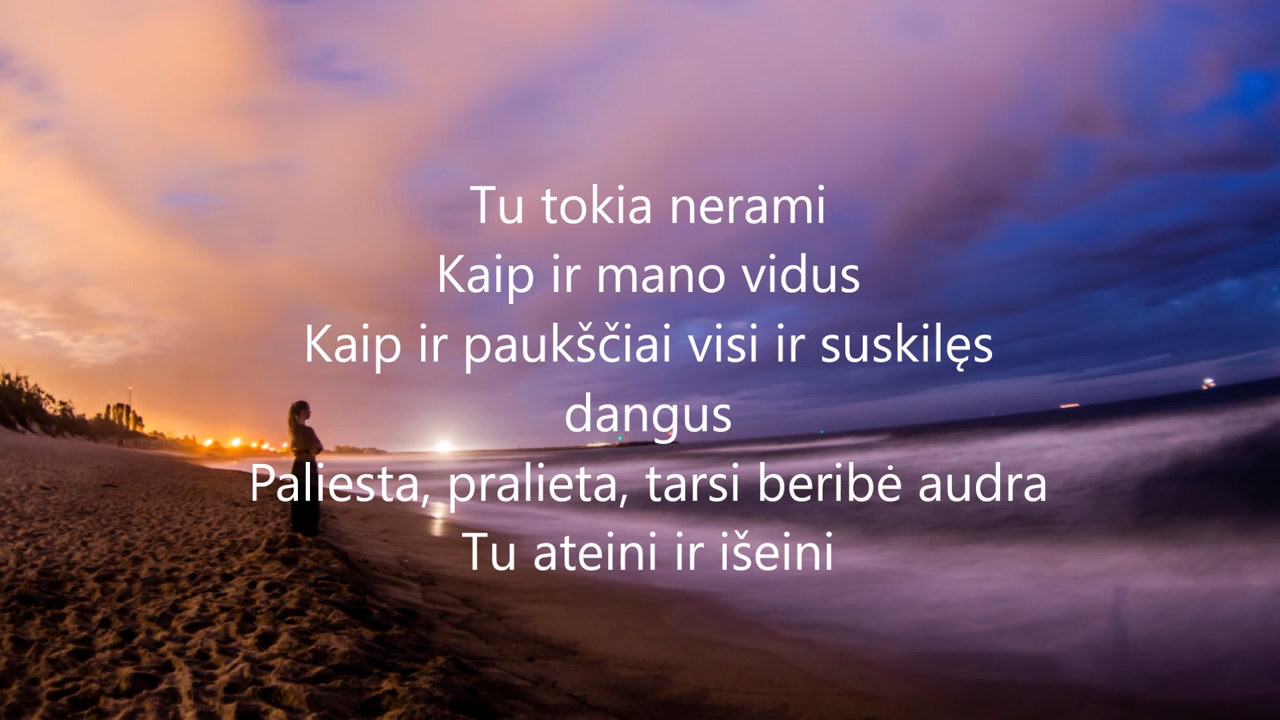 Tu tokia nerami
Kaip ir mano vidus
Kaip ir paukščiai visi ir suskilęs
dangus
Paliesta, pralieta, tarsi beribė audra
Tu ateini ir išeini